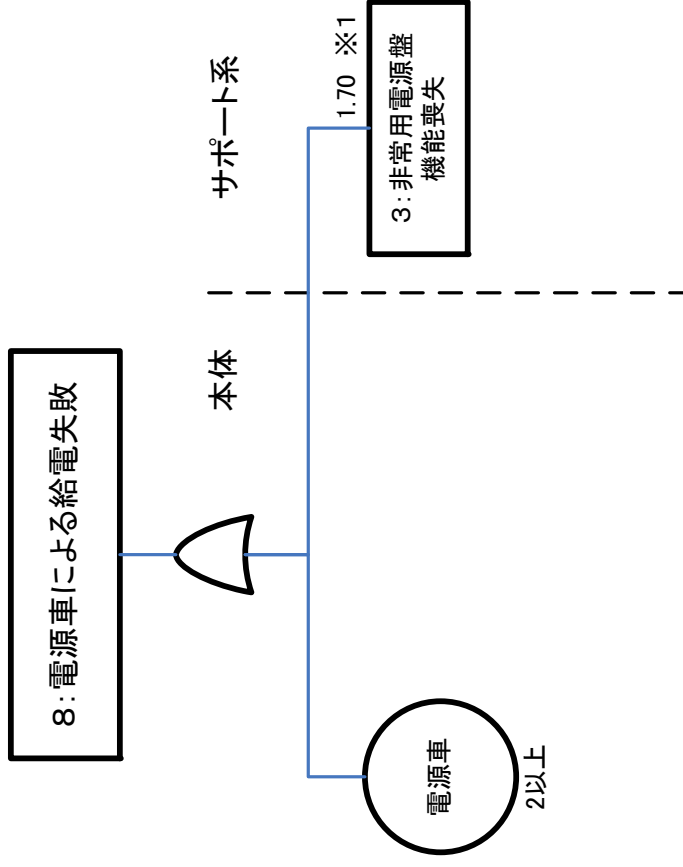 8:電源車による給電失敗
本体
サポート系
1.70 ※1
3:非常用電源盤
機能喪失
電源車
2以上